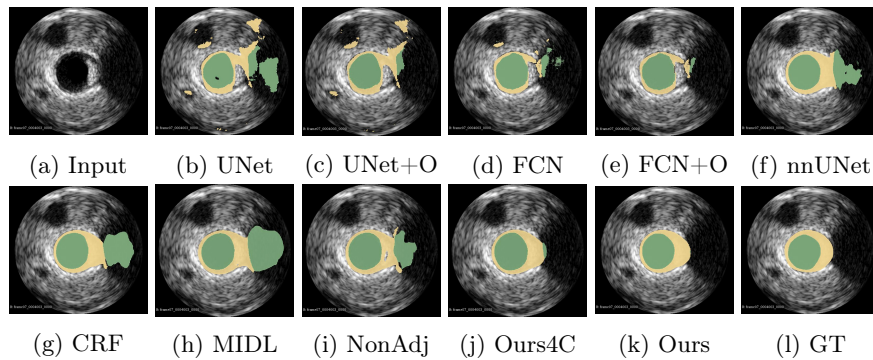 (a) Input (b) UNet (c) UNet+O (d) FCN (e) FCN+O (f) nnUNet
(g) CRF (h) MIDL (i) NonAdj (j) Ours4C (k) Ours (l) GT